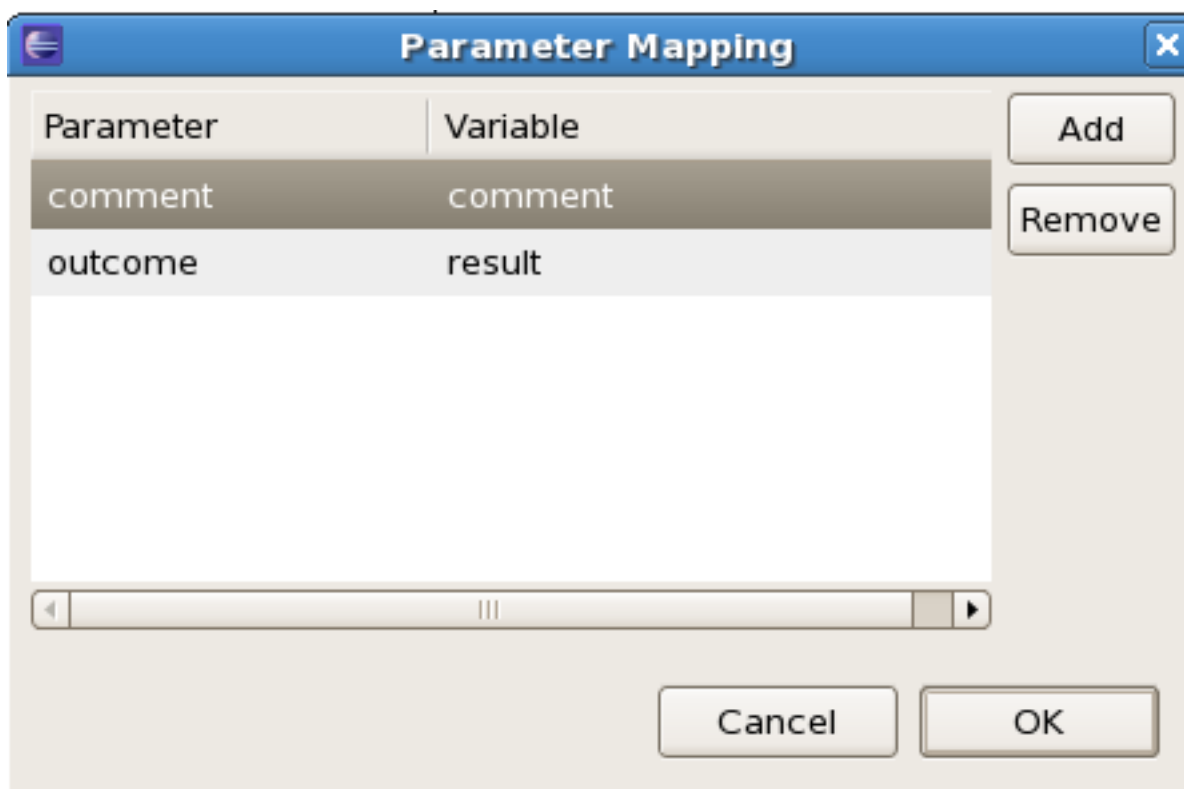 Parameter Mapping
Parameter Variable Add
comment comment
Remove
outcome result
Cancel OK